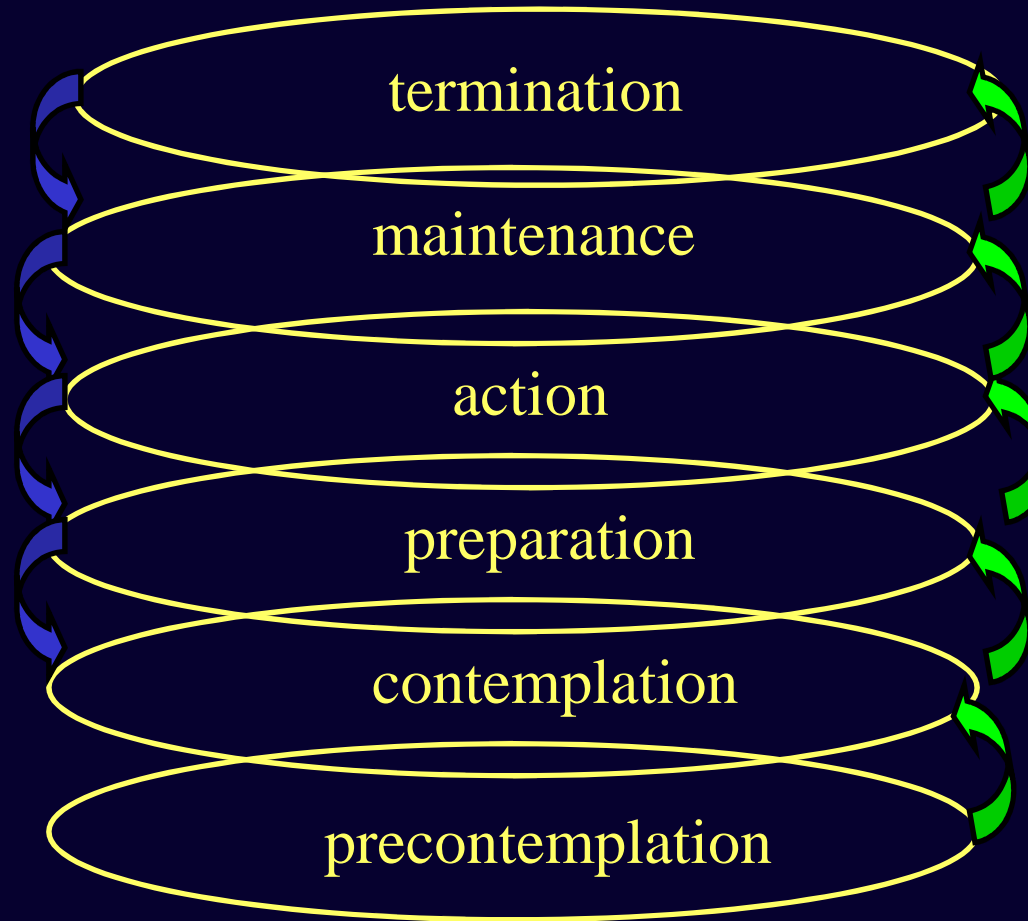 termination
maintenance
action
preparation
contemplation
precontemplation